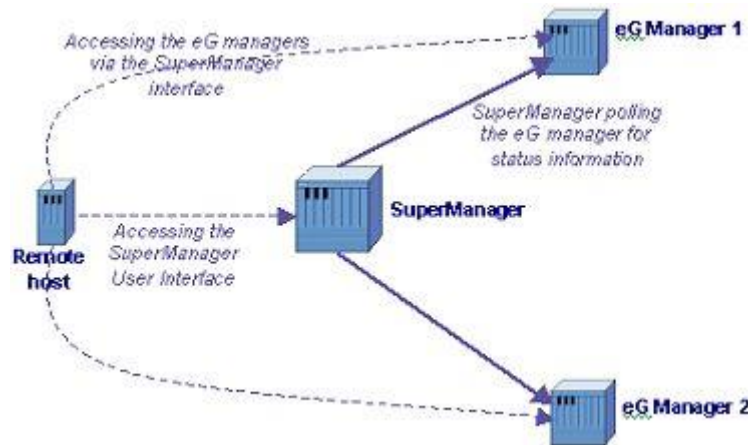 Accessing the eG managers
via the SuperManager
interface
eG Manager 1
SuperManager polling
the eG manager for
status information
SuperManager
Remote
host
Accessing the
SuperManager
User Interface
eG Manager 2